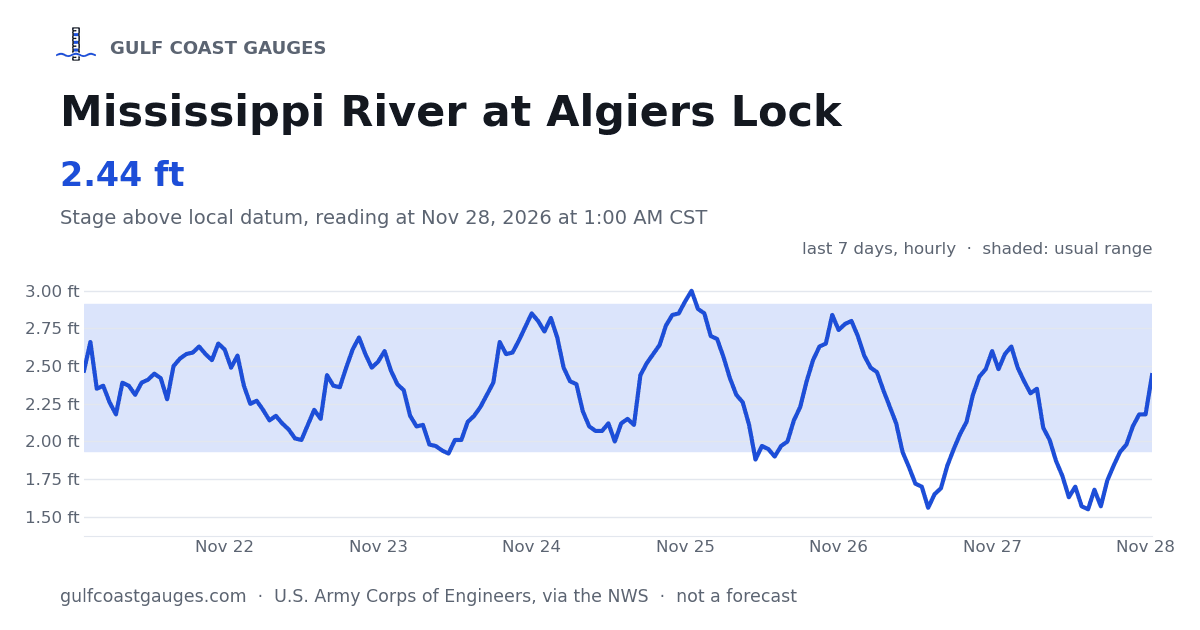 GULF COAST GAUGES
Mississippi River at Algiers Lock
2.44 ft
Stage above local datum, reading at Nov 28, 2026 at 1:00 AM CST
last 7 days, hourly · shaded: usual range
3.00 ft
2.75 ft
2.50 ft
2.25 ft
2.00 ft
1.75 ft
1.50 ft
Nov 22 Nov 23 Nov 24 Nov 25 Nov 26 Nov 27 Nov 28
gulfcoastgauges.com · U.S. Army Corps of Engineers, via the NWS · not a forecast